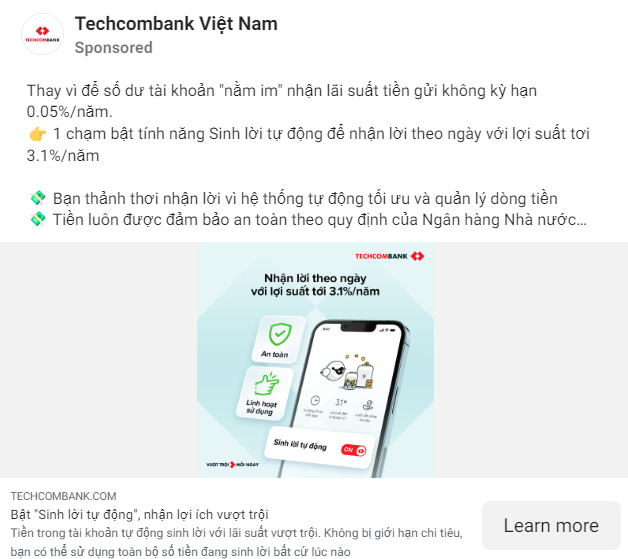 Techcombank Việt Nam
TECHCOMBANK
Sponsored
Thay vì để số dư tài khoản "nằm im" nhận lãi suất tiền gửi không kỳ hạn
0.05%/năm.
👉 1 chạm bật tính năng Sinh lời tự động để nhận lời theo ngày với lợi suất tơi
3.1%/năm
💸 Bạn thảnh thơi nhận lời vì hệ thống tự động tối ưu và quản lý dòng tiền
💸 Tiền luôn được đảm bảo an toàn theo quy định của Ngân hàng Nhà nước...
TECHCOMBANK
Nhận lời theo ngày
với lợi suất tới 3.1%/năm
An toàn
Linh hoạt
sử dụng
3.1%
Sinh lời tự động
ON
VƯỢT TRỘI MỖI NGÀY
TECHCOMBANK.COM
Bật "Sinh lời tự động", nhận lợi ích vượt trội
Tiền trong tài khoản tự động sinh lời với lãi suất vượt trội. Không bị giới hạn chi tiêu,
bạn có thể sử dụng toàn bộ số tiền đang sinh lời bất cứ lúc nào
Learn more